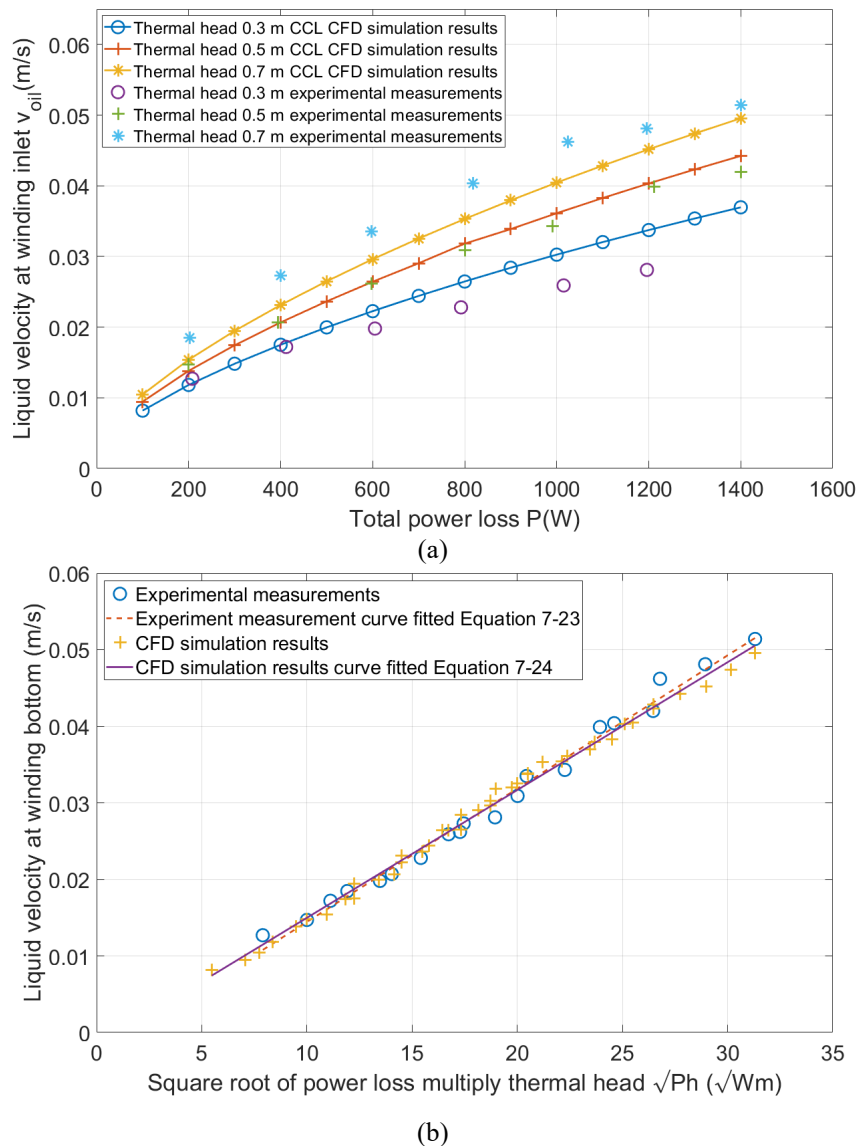 0.06
0.05
0.04
0.03
0.02
0.01
0
Liquid velocity at winding inlet v_oil(m/s)
Thermal head 0.3 m CCL CFD simulation results
Thermal head 0.5 m CCL CFD simulation results
Thermal head 0.7 m CCL CFD simulation results
Thermal head 0.3 m experimental measurements
Thermal head 0.5 m experimental measurements
Thermal head 0.7 m experimental measurements
0 200 400 600 800 1000 1200 1400 1600
Total power loss P(W)
(a)
0.06
0.05
0.04
0.03
0.02
0.01
0
Liquid velocity at winding bottom (m/s)
Experimental measurements
Experiment measurement curve fitted Equation 7-23
CFD simulation results
CFD simulation results curve fitted Equation 7-24
0 5 10 15 20 25 30 35
Square root of power loss multiply thermal head √Ph (√Wm)
(b)